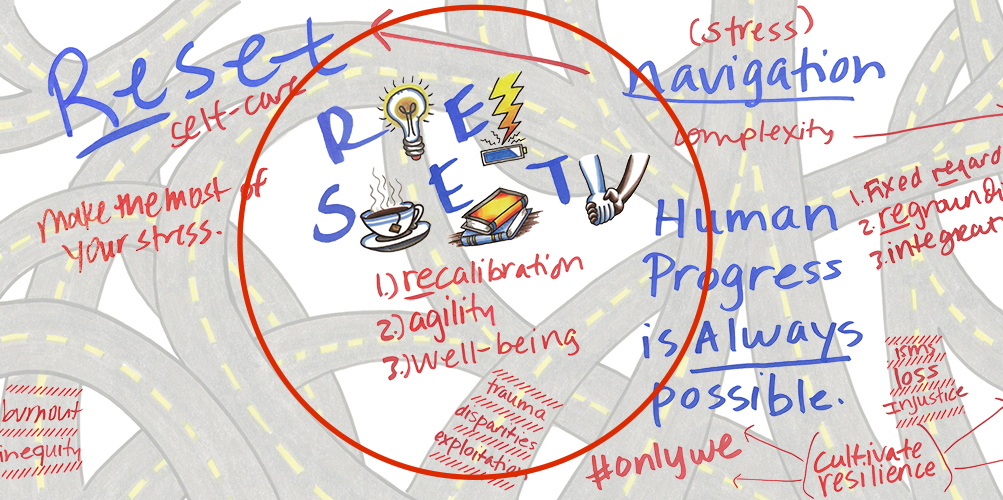 Reset
self-care
Make the most of
your stress.
R E
S E T
1.) recalibration
2.) agility
3.) well-being
burnout
inequity
trauma
disparities
exploitation
(stress)
Navigation
complexity
Human
Progress
is Always
possible.
#onlywe
1. Fixed regard
2. regroundi
3. integrat
isms
loss
Injustice
(cultivate
resilience)